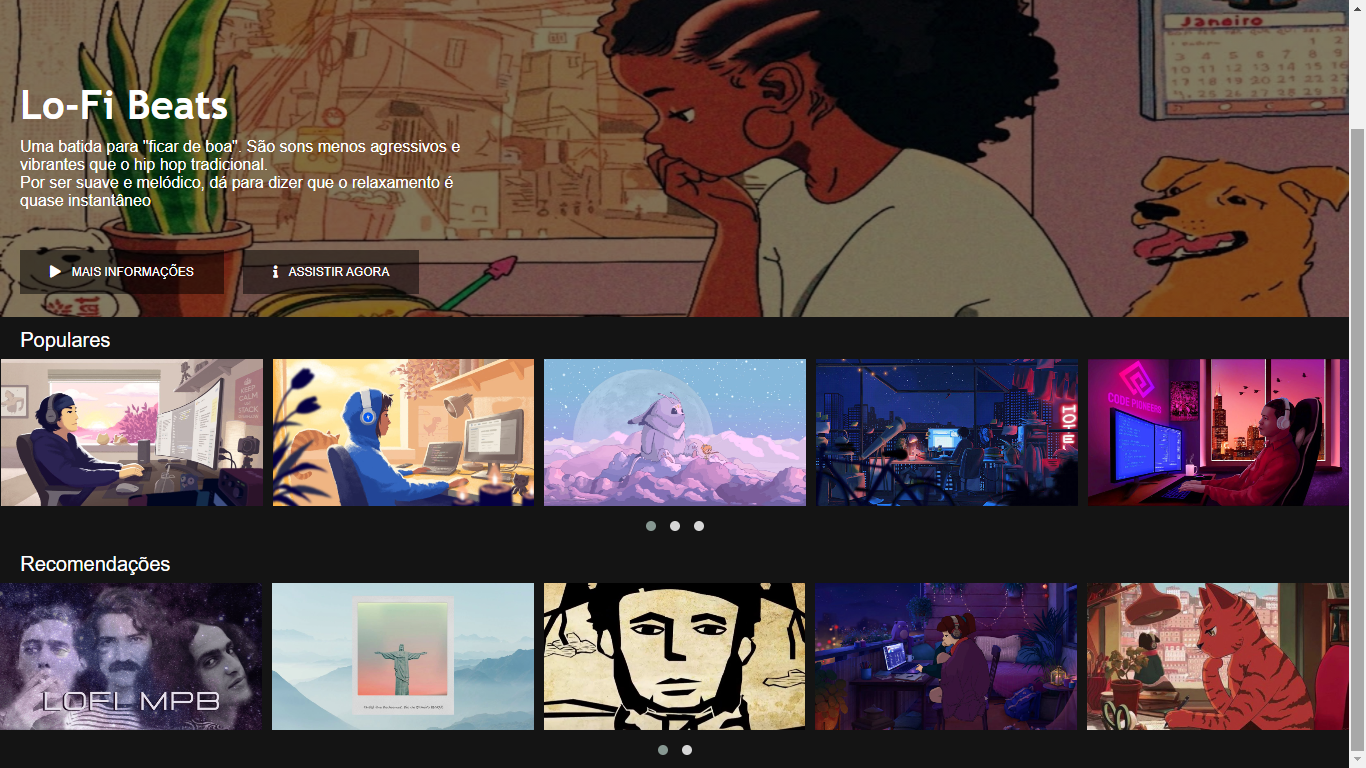 Janeiro
Lo-Fi Beats
Uma batida para "ficar de boa". São sons menos agressivos e
vibrantes que o hip hop tradicional.
Por ser suave e melódico, dá para dizer que o relaxamento é
quase instantâneo
MAIS INFORMAÇÕES
ASSISTIR AGORA
Populares
KEEP
CALM
STACK
HOTEL
CODE PIONEERS
Recomendações
LOFI MPB